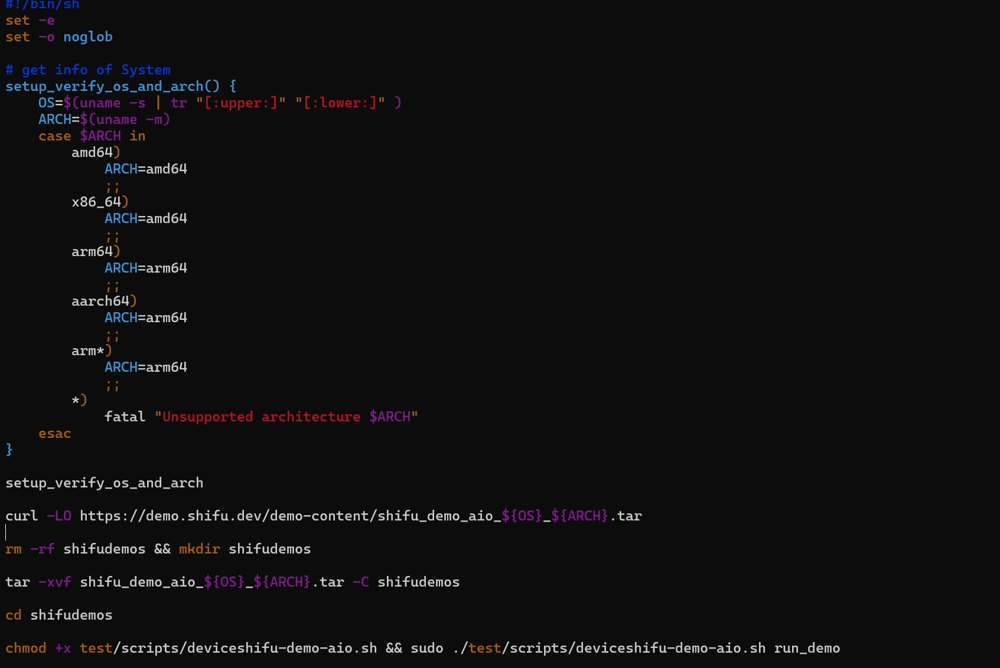 #!/bin/sh
set -e
set -o noglob

# get info of System
setup_verify_os_and_arch() {
    OS=$(uname -s | tr "[:upper:]" "[:lower:]" )
    ARCH=$(uname -m)
    case $ARCH in
        amd64)
            ARCH=amd64
            ;;
        x86_64)
            ARCH=amd64
            ;;
        arm64)
            ARCH=arm64
            ;;
        aarch64)
            ARCH=arm64
            ;;
        arm*)
            ARCH=arm64
            ;;
        *)
            fatal "Unsupported architecture $ARCH"
    esac
}

setup_verify_os_and_arch

curl -LO https://demo.shifu.dev/demo-content/shifu_demo_aio_${OS}_${ARCH}.tar

rm -rf shifudemos && mkdir shifudemos

tar -xvf shifu_demo_aio_${OS}_${ARCH}.tar -C shifudemos

cd shifudemos

chmod +x test/scripts/deviceshifu-demo-aio.sh && sudo ./test/scripts/deviceshifu-demo-aio.sh run_demo